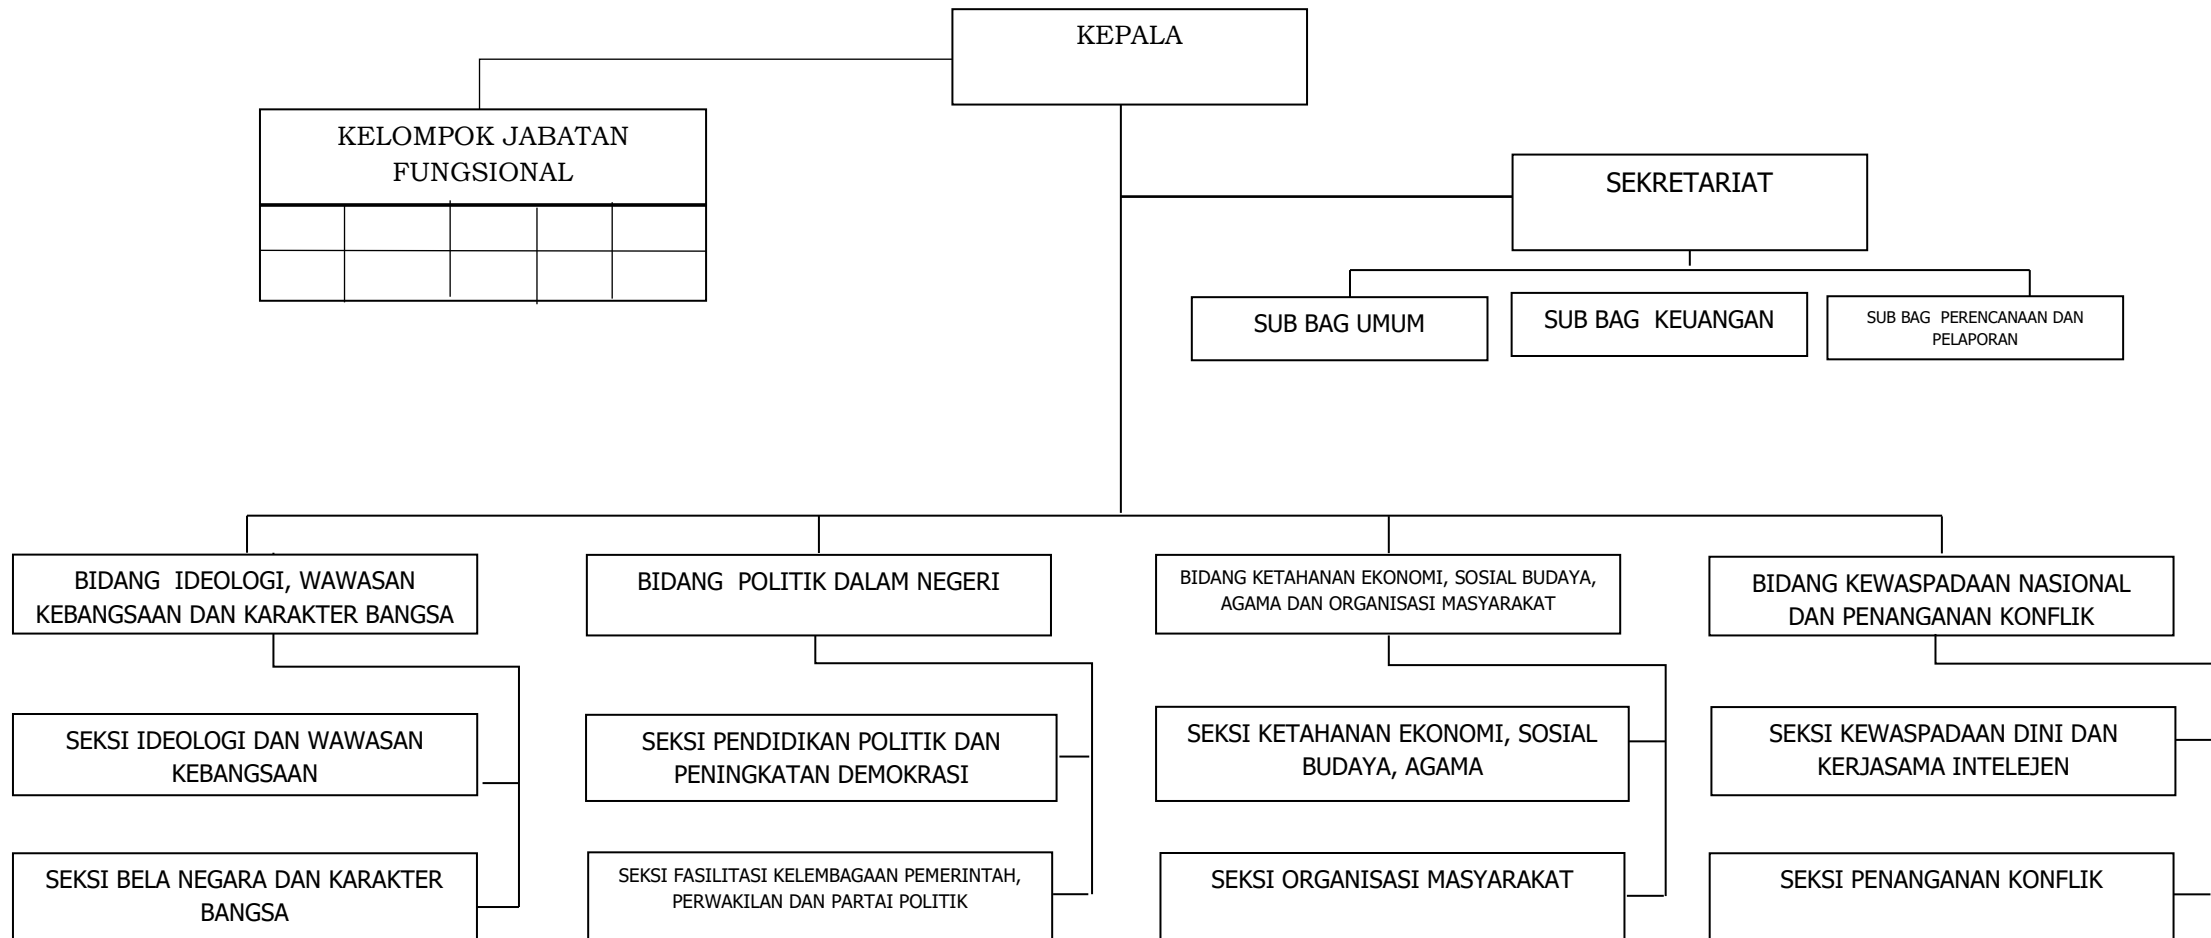 KEPALA
KELOMPOK JABATAN
FUNGSIONAL
SEKRETARIAT
SUB BAG UMUM
SUB BAG  KEUANGAN
SUB BAG  PERENCANAAN DAN
PELAPORAN
BIDANG  IDEOLOGI, WAWASAN
KEBANGSAAN DAN KARAKTER BANGSA
BIDANG  POLITIK DALAM NEGERI
BIDANG KETAHANAN EKONOMI, SOSIAL BUDAYA,
AGAMA DAN ORGANISASI MASYARAKAT
BIDANG KEWASPADAAN NASIONAL
DAN PENANGANAN KONFLIK
SEKSI IDEOLOGI DAN WAWASAN
KEBANGSAAN
SEKSI PENDIDIKAN POLITIK DAN
PENINGKATAN DEMOKRASI
SEKSI KETAHANAN EKONOMI, SOSIAL
BUDAYA, AGAMA
SEKSI KEWASPADAAN DINI DAN
KERJASAMA INTELEJEN
SEKSI BELA NEGARA DAN KARAKTER
BANGSA
SEKSI FASILITASI KELEMBAGAAN PEMERINTAH,
PERWAKILAN DAN PARTAI POLITIK
SEKSI ORGANISASI MASYARAKAT
SEKSI PENANGANAN KONFLIK